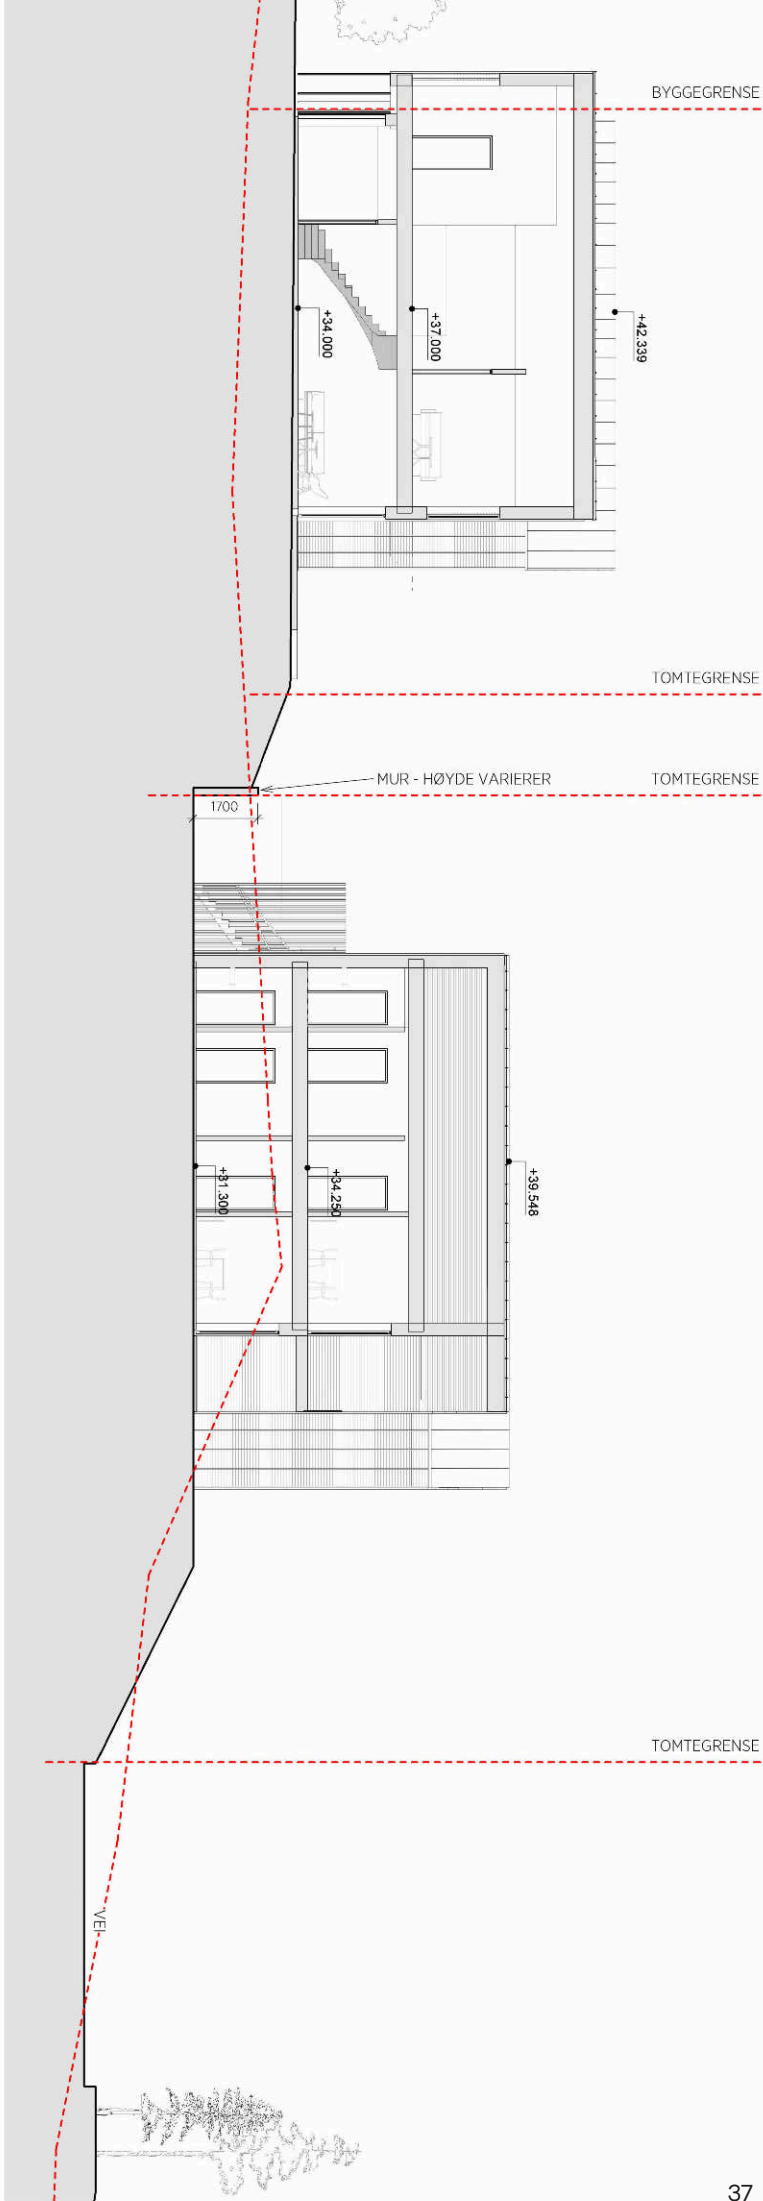 BYGGEGRENSE
+42.339
+37.000
+34.000
TOMTEGRENSE
MUR - HØYDE VARIERER
TOMTEGRENSE
1700
+39.548
+34.250
+31.300
TOMTEGRENSE
VEI
37